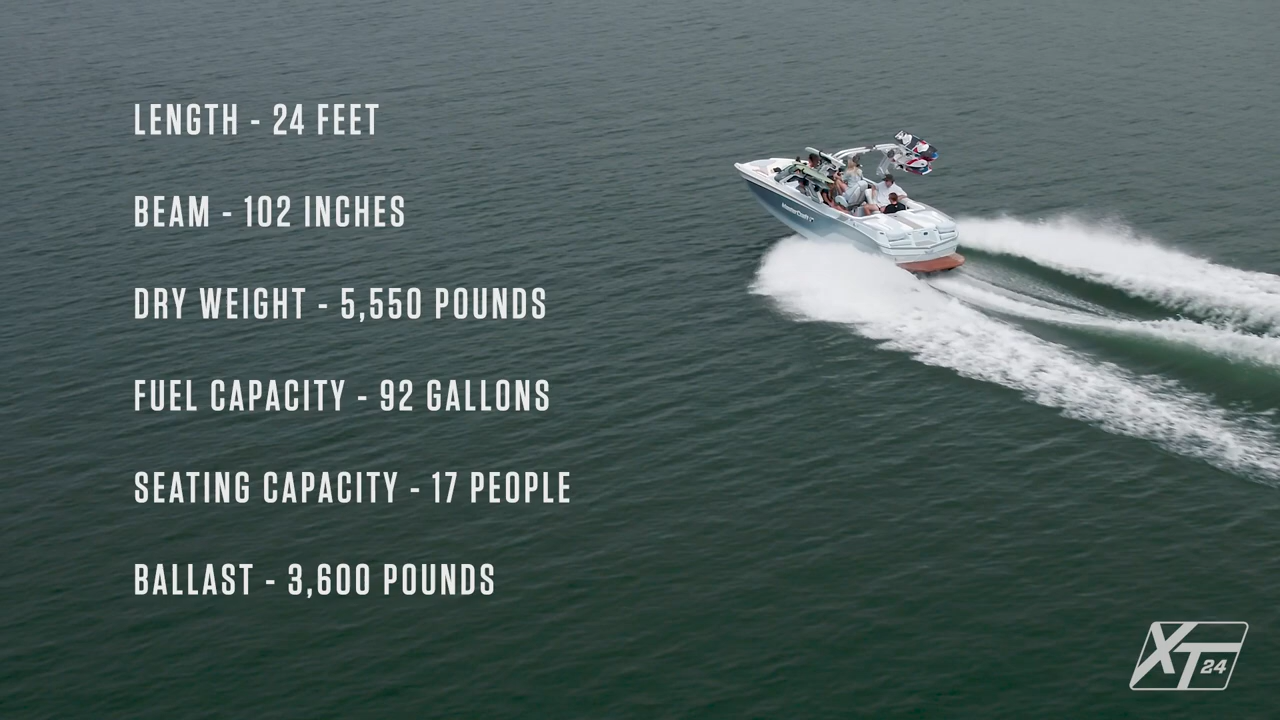 LENGTH - 24 FEET
BEAM - 102 INCHES
DRY WEIGHT - 5,550 POUNDS
FUEL CAPACITY - 92 GALLONS
SEATING CAPACITY - 17 PEOPLE
BALLAST - 3,600 POUNDS
MasterCraft
XT24